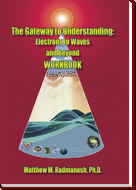 The Gateway to Understanding:
Electrons to Waves
and Beyond
WORKBOOK
Matthew M. Radmanesh, Ph.D.